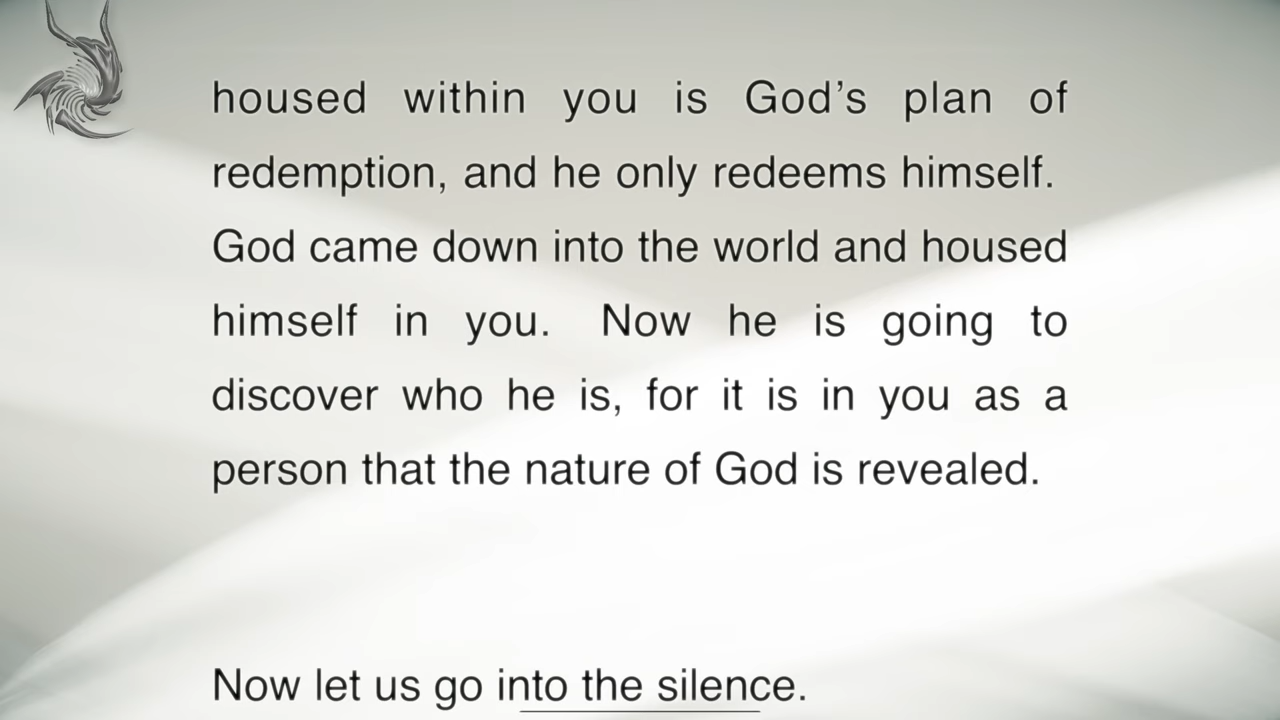 housed within you is God's plan of
redemption, and he only redeems himself.
God came down into the world and housed
himself in you. Now he is going to
discover who he is, for it is in you as a
person that the nature of God is revealed.
Now let us go into the silence.